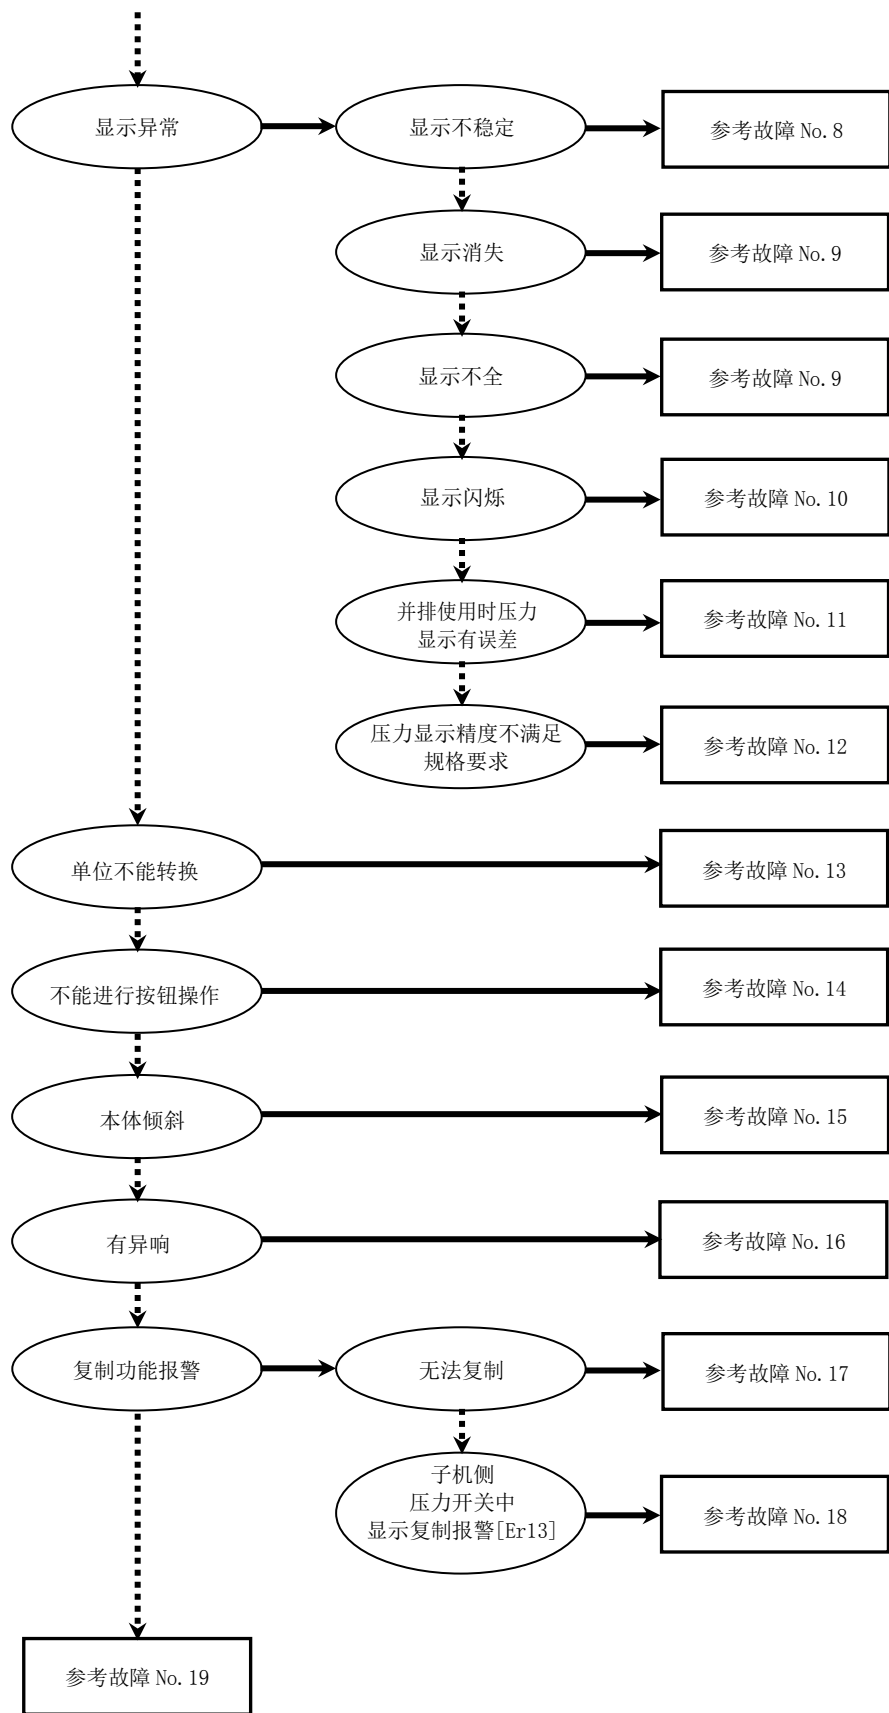 显示异常
显示不稳定
参考故障 No.8
显示消失
参考故障 No.9
显示不全
参考故障 No.9
显示闪烁
参考故障 No.10
并排使用时压力
显示有误差
参考故障 No.11
压力显示精度不满足
规格要求
参考故障 No.12
单位不能转换
参考故障 No.13
不能进行按钮操作
参考故障 No.14
本体倾斜
参考故障 No.15
有异响
参考故障 No.16
复制功能报警
无法复制
参考故障 No.17
子机侧
压力开关中
显示复制报警[Er13]
参考故障 No.18
参考故障 No.19